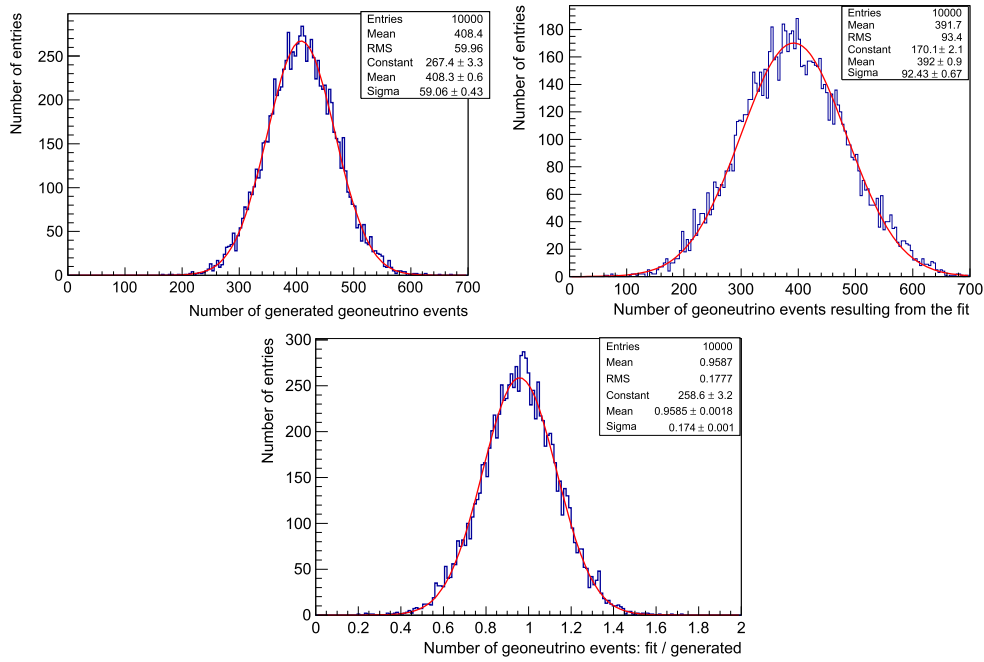 Number of entries
250
200
150
100
50
0
0 100 200 300 400 500 600 700
Number of generated geoneutrino events
Entries 10000
Mean 408.4
RMS 59.96
Constant 267.4 ± 3.3
Mean 408.3 ± 0.6
Sigma 59.06 ± 0.43
Number of entries
180
160
140
120
100
80
60
40
20
0
0 100 200 300 400 500 600 700
Number of geoneutrino events resulting from the fit
Entries 10000
Mean 391.7
RMS 93.4
Constant 170.1 ± 2.1
Mean 392 ± 0.9
Sigma 92.43 ± 0.67
Number of entries
300
250
200
150
100
50
0
0 0.2 0.4 0.6 0.8 1 1.2 1.4 1.6 1.8 2
Number of geoneutrino events: fit / generated
Entries 10000
Mean 0.9587
RMS 0.1777
Constant 258.6 ± 3.2
Mean 0.9585 ± 0.0018
Sigma 0.174 ± 0.001